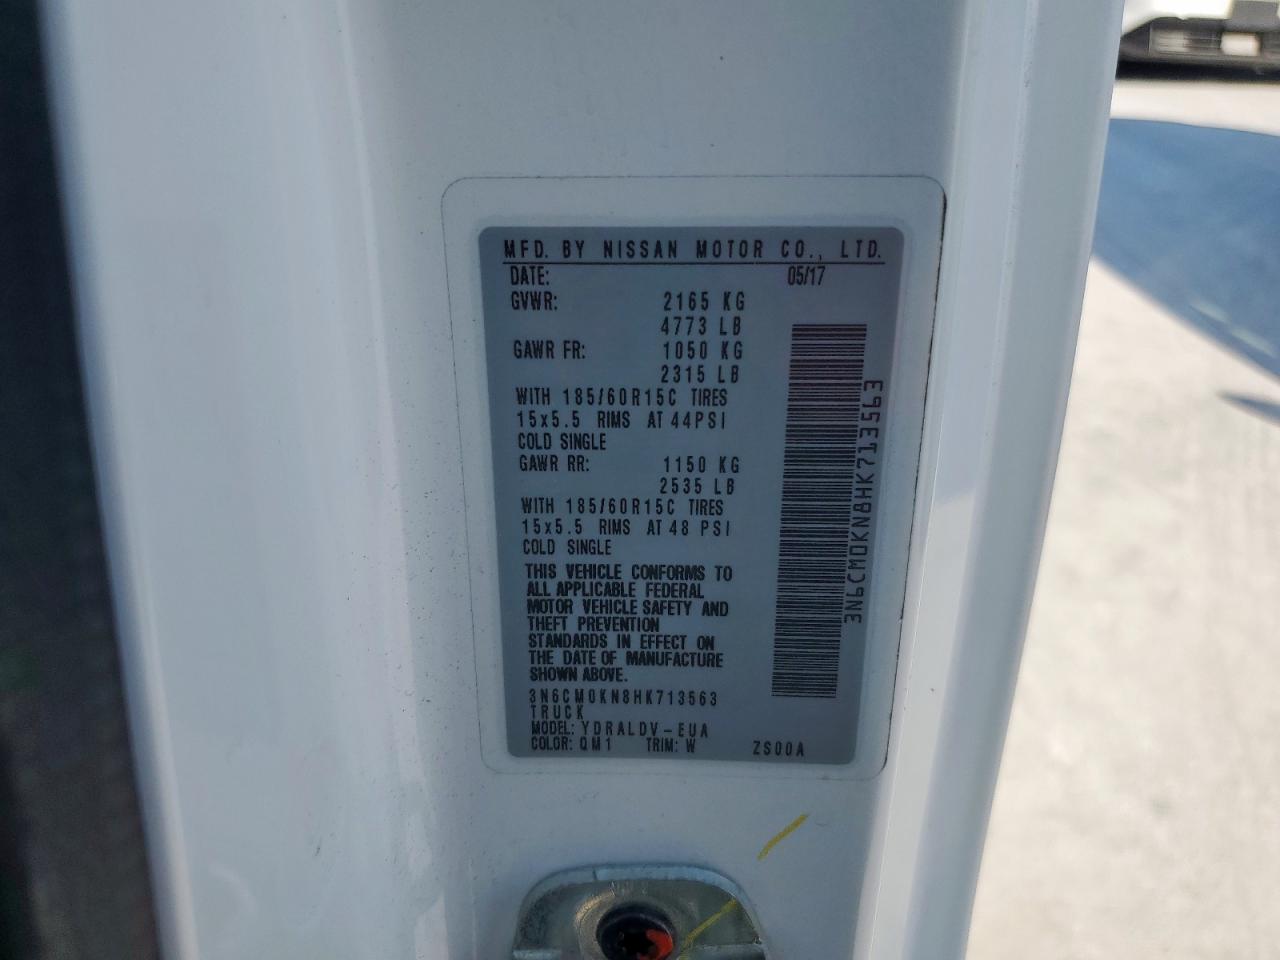 MFD. BY NISSAN MOTOR CO., LTD.
DATE: 05/17
GVWR: 2165 KG
4773 LB
GAWR FR: 1050 KG
2315 LB
WITH 185/60R15C TIRES
15x5.5 RIMS AT 44PSI
COLD SINGLE
GAWR RR: 1150 KG
2535 LB
WITH 185/60R15C TIRES
15x5.5 RIMS AT 48 PSI
COLD SINGLE
THIS VEHICLE CONFORMS TO
ALL APPLICABLE FEDERAL
MOTOR VEHICLE SAFETY AND
THEFT PREVENTION
STANDARDS IN EFFECT ON
THE DATE OF MANUFACTURE
SHOWN ABOVE.
3N6CM0KN8HK713563
TRUCK
MODEL: YDRALDV-EUA
COLOR: QM1 TRIM: W ZS00A
3N6CM0KN8HK713563